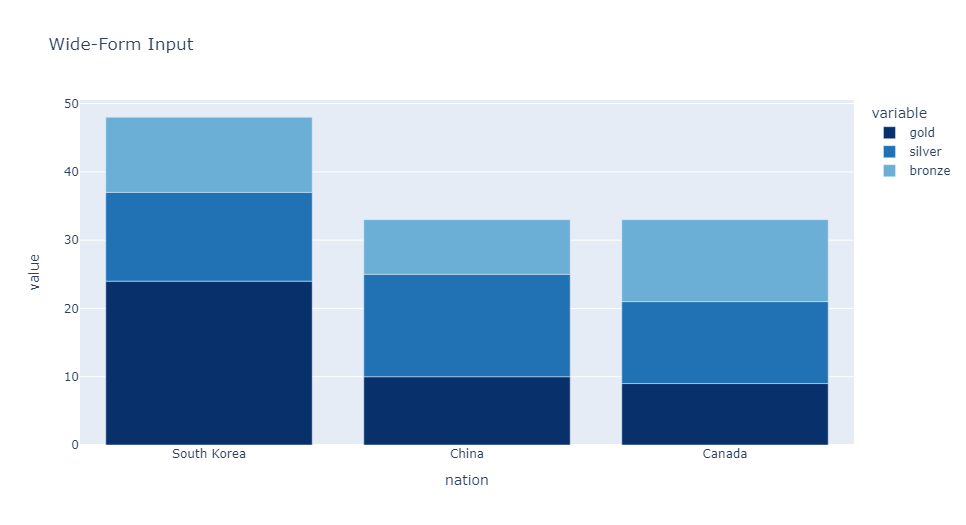 Wide-Form Input
50
40
30
20
10
0
value
South Korea
China
Canada
nation
variable
gold
silver
bronze